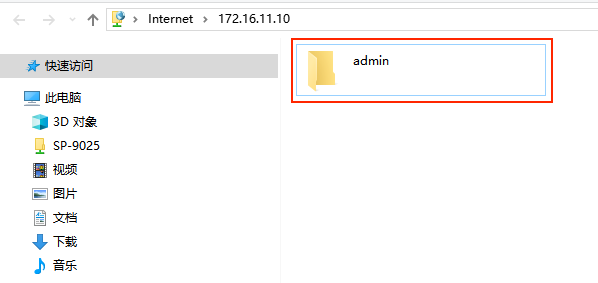 Internet > 172.16.11.10
快速访问
admin
此电脑
3D 对象
SP-9025
视频
图片
文档
下载
音乐